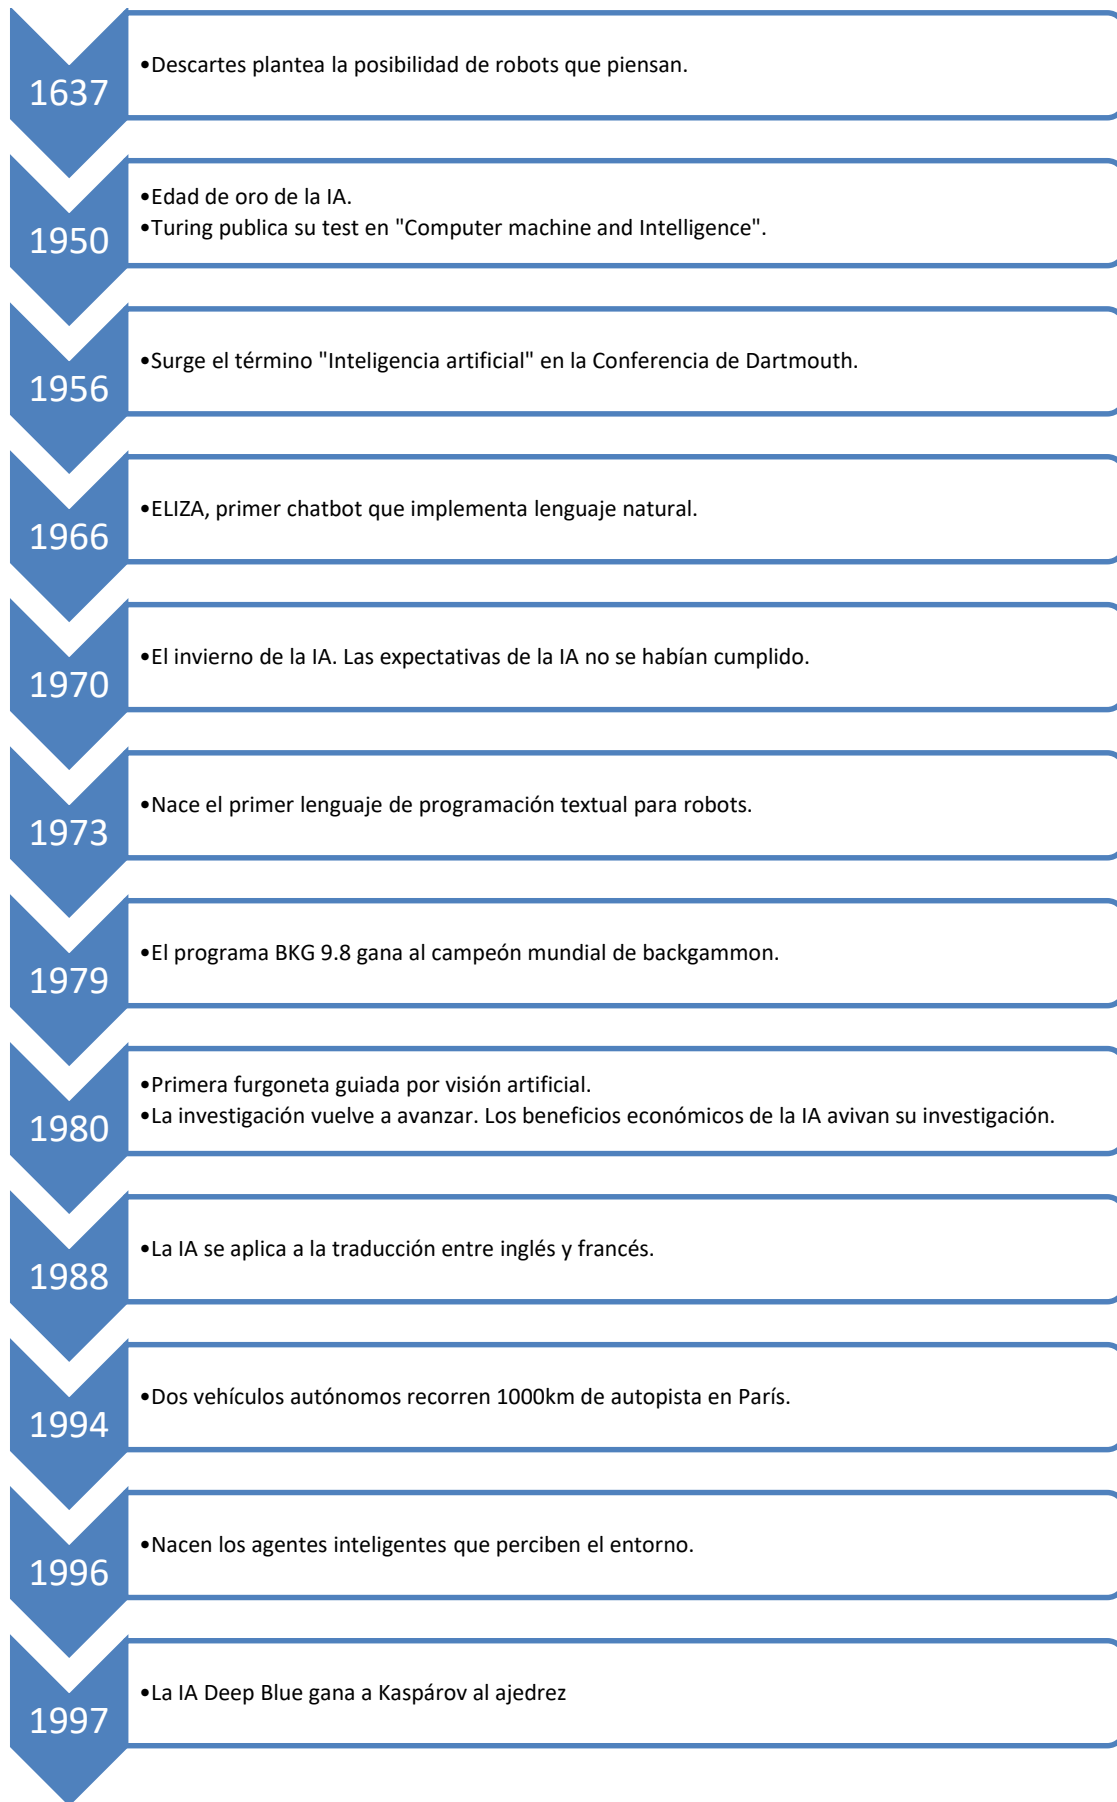 1637
•Descartes plantea la posibilidad de robots que piensan.
1950
•Edad de oro de la IA.
•Turing publica su test en "Computer machine and Intelligence".
1956
•Surge el término "Inteligencia artificial" en la Conferencia de Dartmouth.
1966
•ELIZA, primer chatbot que implementa lenguaje natural.
1970
•El invierno de la IA. Las expectativas de la IA no se habían cumplido.
1973
•Nace el primer lenguaje de programación textual para robots.
1979
•El programa BKG 9.8 gana al campeón mundial de backgammon.
1980
•Primera furgoneta guiada por visión artificial.
•La investigación vuelve a avanzar. Los beneficios económicos de la IA avivan su investigación.
1988
•La IA se aplica a la traducción entre inglés y francés.
1994
•Dos vehículos autónomos recorren 1000km de autopista en París.
1996
•Nacen los agentes inteligentes que perciben el entorno.
1997
•La IA Deep Blue gana a Kaspárov al ajedrez